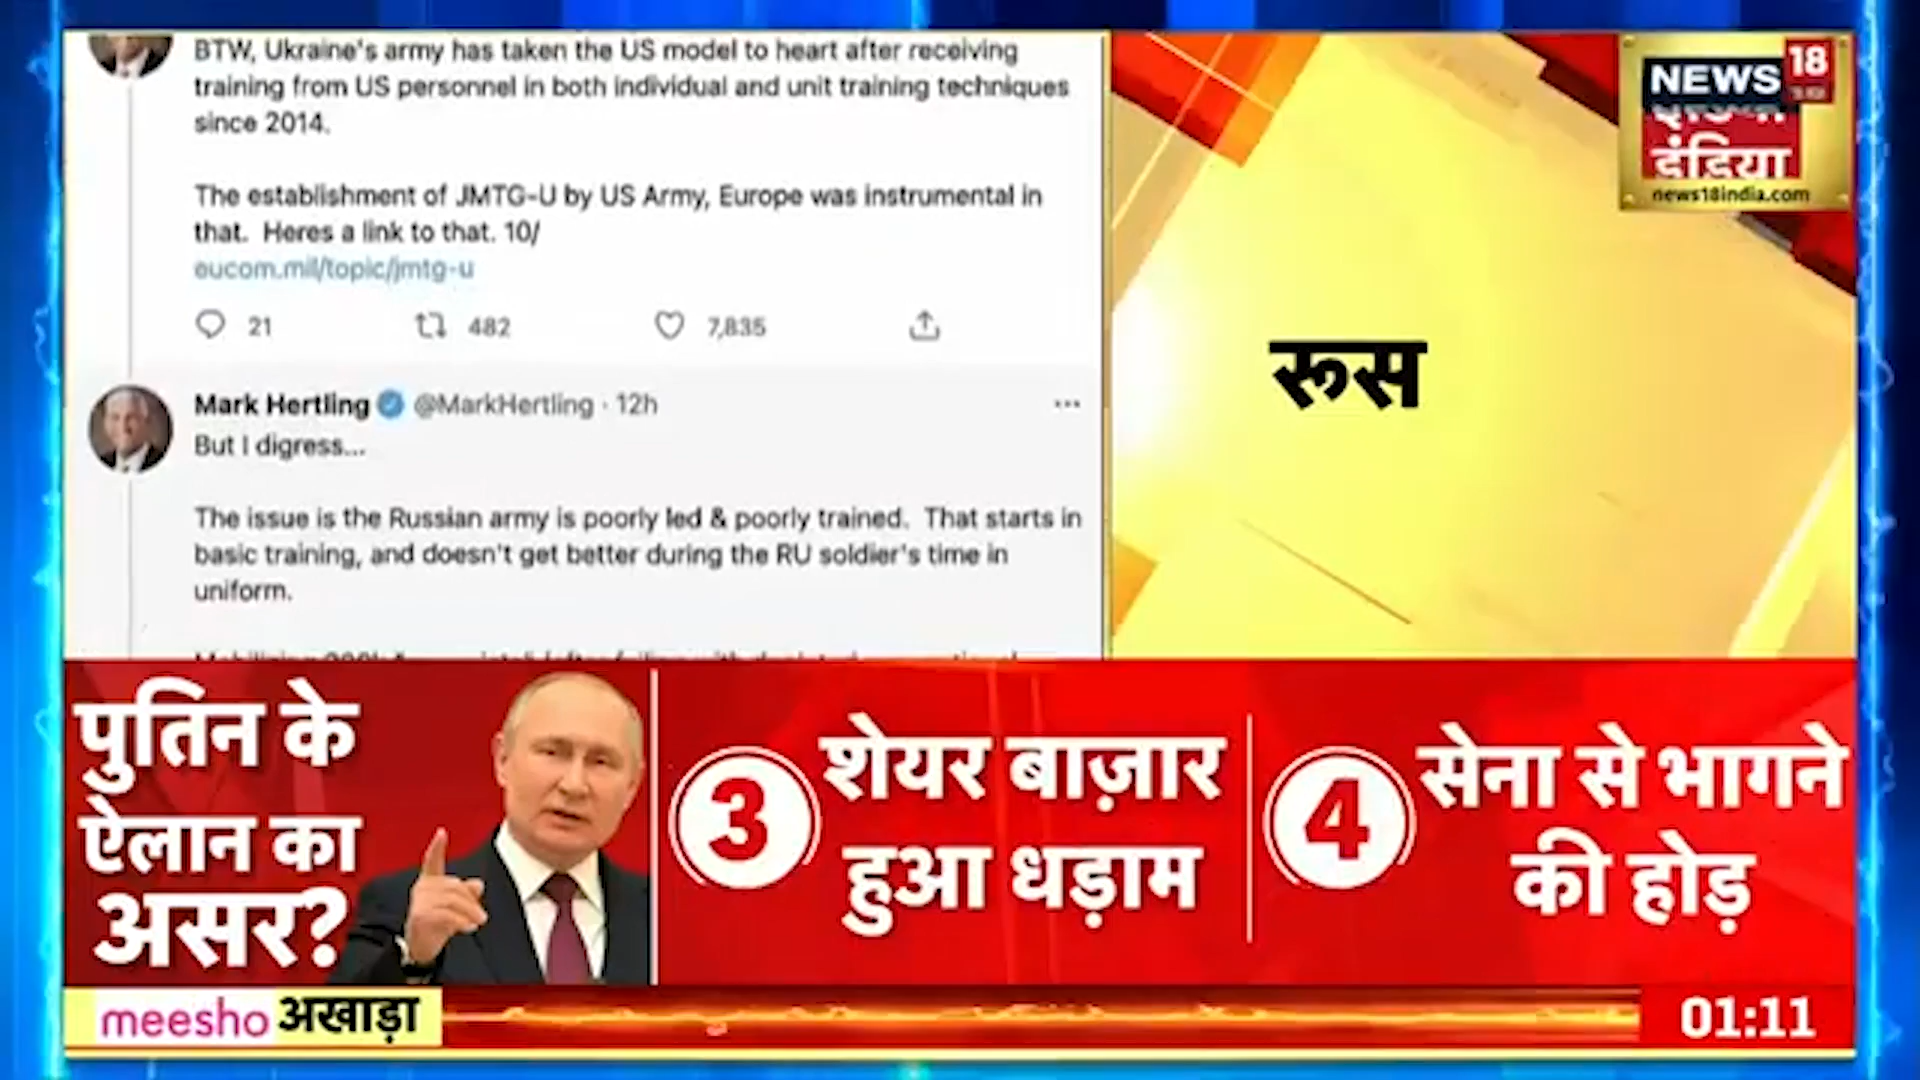 BTW, Ukraine's army has taken the US model to heart after receiving
training from US personnel in both individual and unit training techniques
since 2014.
The establishment of JMTG-U by US Army, Europe was instrumental in
that. Heres a link to that. 10/
eucom.mil/topic/jmtg-u
21 482 7,835
Mark Hertling @MarkHertling · 12h
But I digress...
The issue is the Russian army is poorly led & poorly trained. That starts in
basic training, and doesn't get better during the RU soldier's time in
uniform.
NEWS 18
इंडिया
news18india.com
रूस
पुतिन के
ऐलान का
असर?
3 शेयर बाज़ार
हुआ धड़ाम
4 सेना से भागने
की होड़
meesho अखाड़ा
01:11